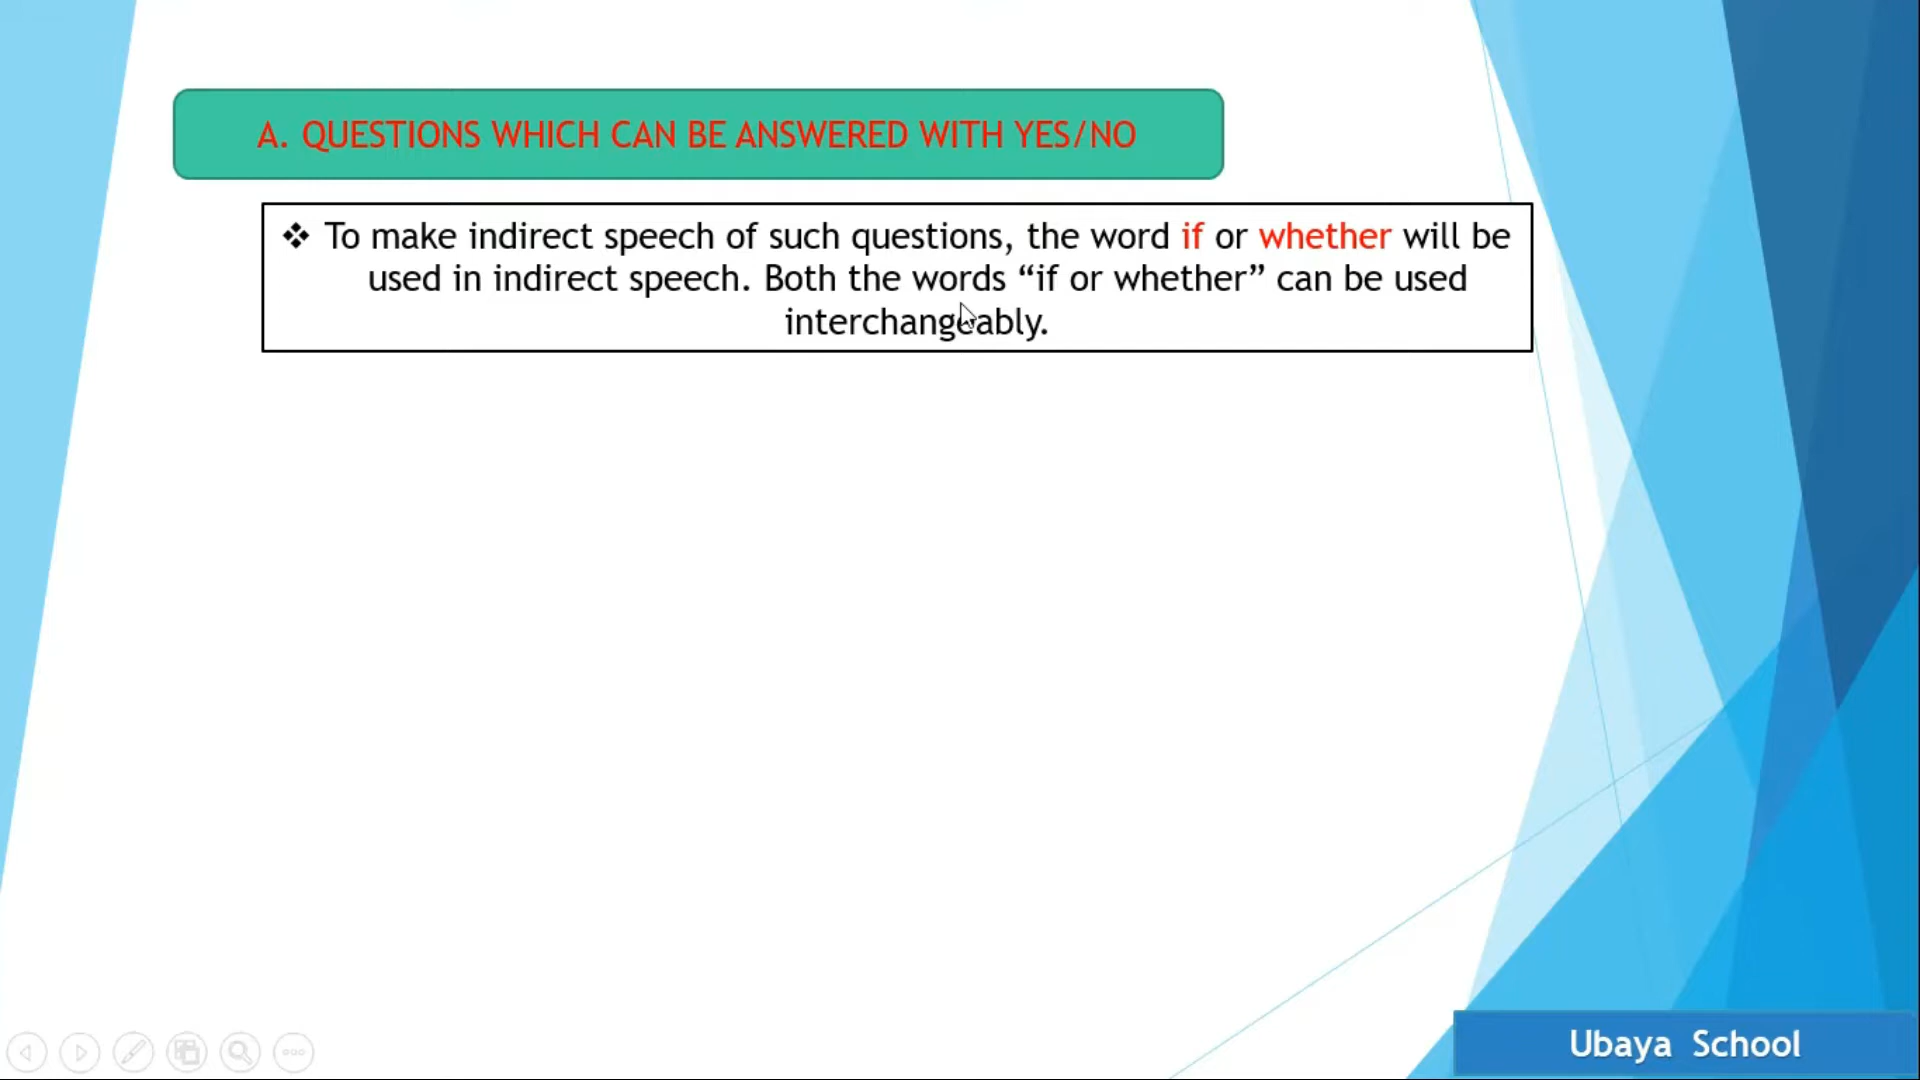 A. QUESTIONS WHICH CAN BE ANSWERED WITH YES/NO
❖ To make indirect speech of such questions, the word if or whether will be
used in indirect speech. Both the words “if or whether” can be used
interchangeably.
Ubaya School